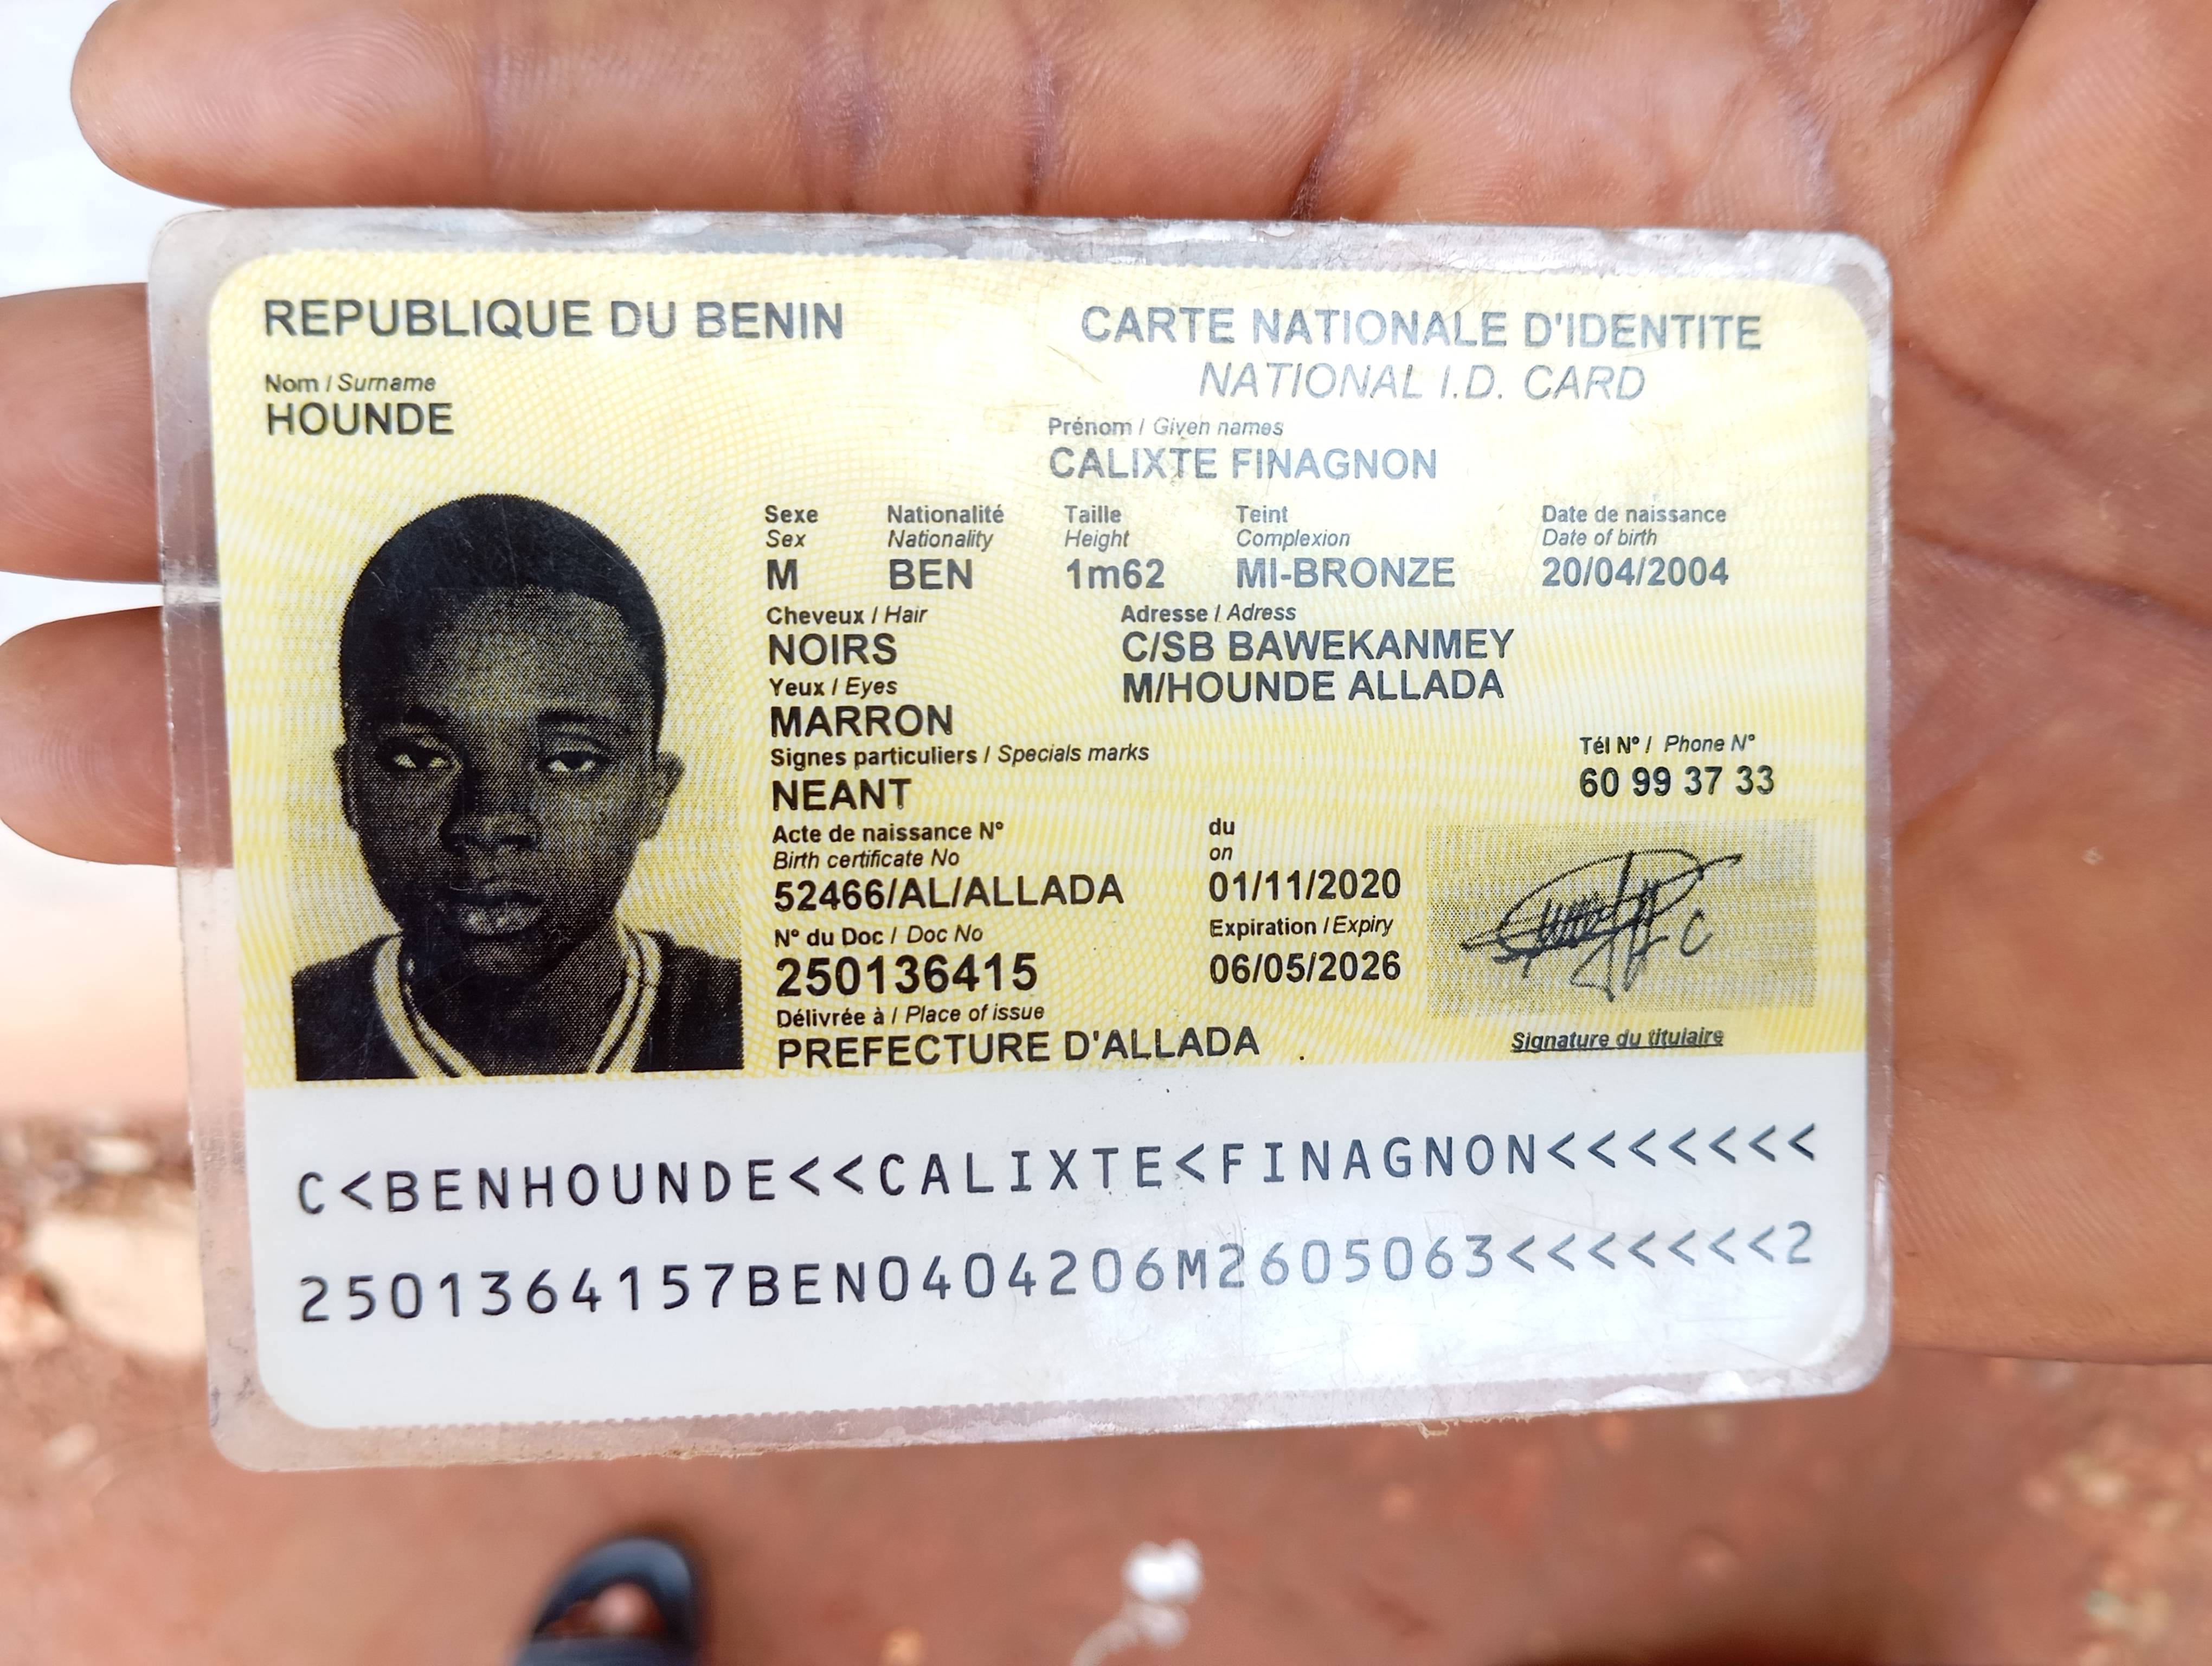 REPUBLIQUE DU BENIN
CARTE NATIONALE D'IDENTITE
NATIONAL I.D. CARD
Nom / Surname
HOUNDE
Prénom / Given names
CALIXTE FINAGNON
Sexe Nationalité Taille Teint Date de naissance
Sex Nationality Height Complexion Date of birth
M BEN 1m62 MI-BRONZE 20/04/2004
Cheveux / Hair Adresse / Adress
NOIRS C/SB BAWEKANMEY
Yeux / Eyes M/HOUNDE ALLADA
MARRON
Signes particuliers / Specials marks Tél N° / Phone N°
NEANT 60 99 37 33
Acte de naissance N° du
Birth certificate No on
52466/AL/ALLADA 01/11/2020
N° du Doc / Doc No Expiration / Expiry
250136415 06/05/2026
Délivrée à / Place of issue
PREFECTURE D'ALLADA
Signature du titulaire
C<BENHOUNDE<<CALIXTE<FINAGNON<<<<<<<
2501364157BEN0404206M2605063<<<<<<<2